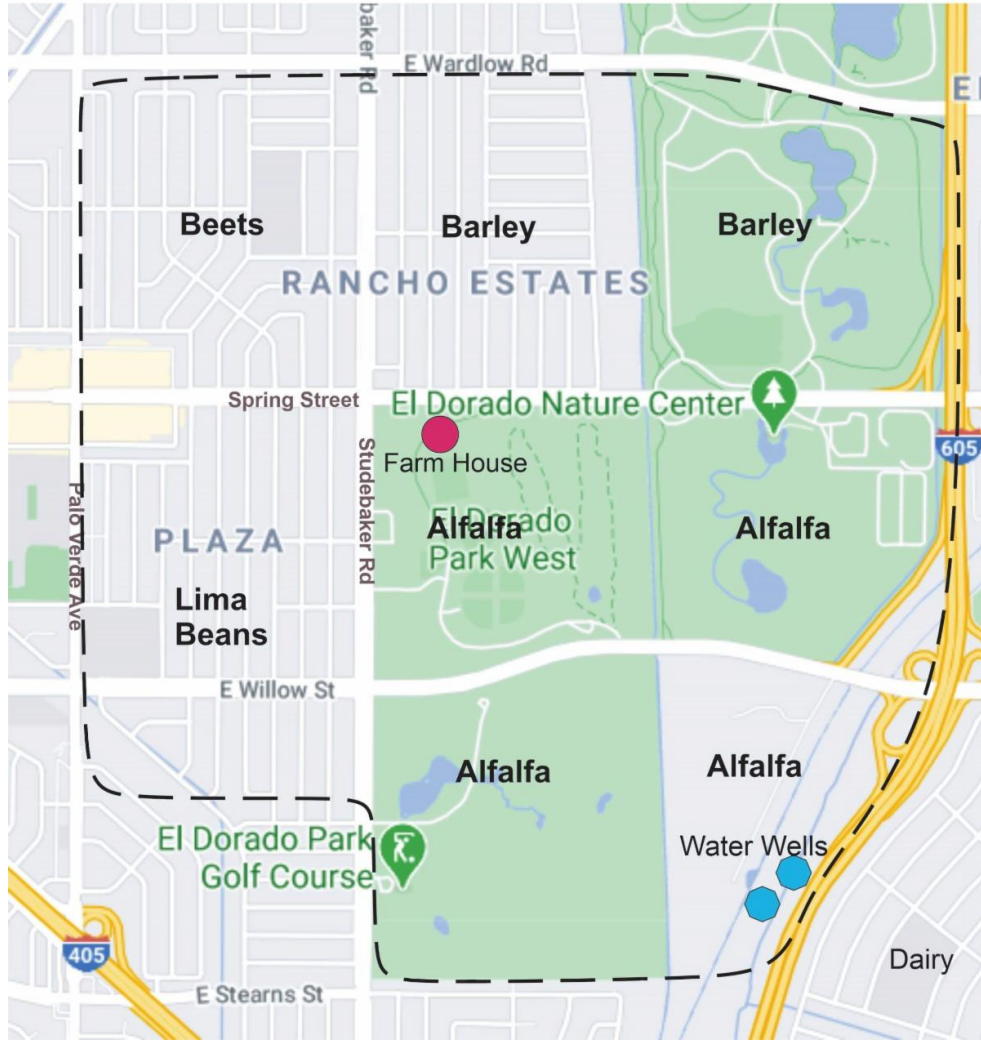 baker Rd
E Wardlow Rd
E
Beets
Barley
Barley
RANCHO ESTATES
Spring Street
El Dorado Nature Center
Farm House
605
Studebaker Rd
Palo Verde Ave
El Dorado
Park West
Alfalfa
Alfalfa
PLAZA
Lima
Beans
E Willow St
Alfalfa
Alfalfa
El Dorado Park
Golf Course
Water Wells
405
Dairy
E Stearns St